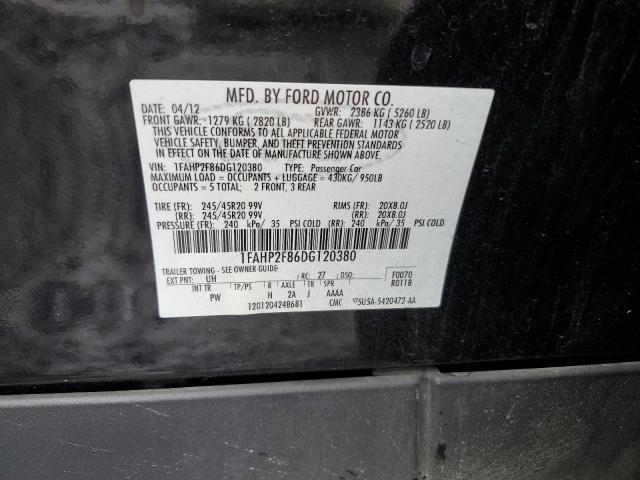 MFD. BY FORD MOTOR CO.
DATE: 04/12 GVWR: 2386 KG ( 5260 LB)
FRONT GAWR: 1279 KG ( 2820 LB) REAR GAWR: 1143 KG ( 2520 LB)
THIS VEHICLE CONFORMS TO ALL APPLICABLE FEDERAL MOTOR
VEHICLE SAFETY, BUMPER, AND THEFT PREVENTION STANDARDS
IN EFFECT ON THE DATE OF MANUFACTURE SHOWN ABOVE.
VIN: 1FAHP2F86DG120380 TYPE: Passenger Car
MAXIMUM LOAD = OCCUPANTS + LUGGAGE = 430KG/ 950LB
OCCUPANTS = 5 TOTAL; 2 FRONT, 3 REAR
TIRE (FR): 245/45R20 99V RIMS (FR): 20X8.0J
(RR): 245/45R20 99V (RR): 20X8.0J
PRESSURE (FR): 240 kPa/ 35 PSI COLD (RR): 240 kPa/ 35 PSI COLD
1FAHP2F86DG120380
TRAILER TOWING - SEE OWNER GUIDE
EXT PNT: UH RC: 27 DSO: F0070
R0118
INT TR TP/PS R AXLE TR SPR
PW H 2A J AAAA
120120424B681 CMC ▽5U5A-5420472-AA